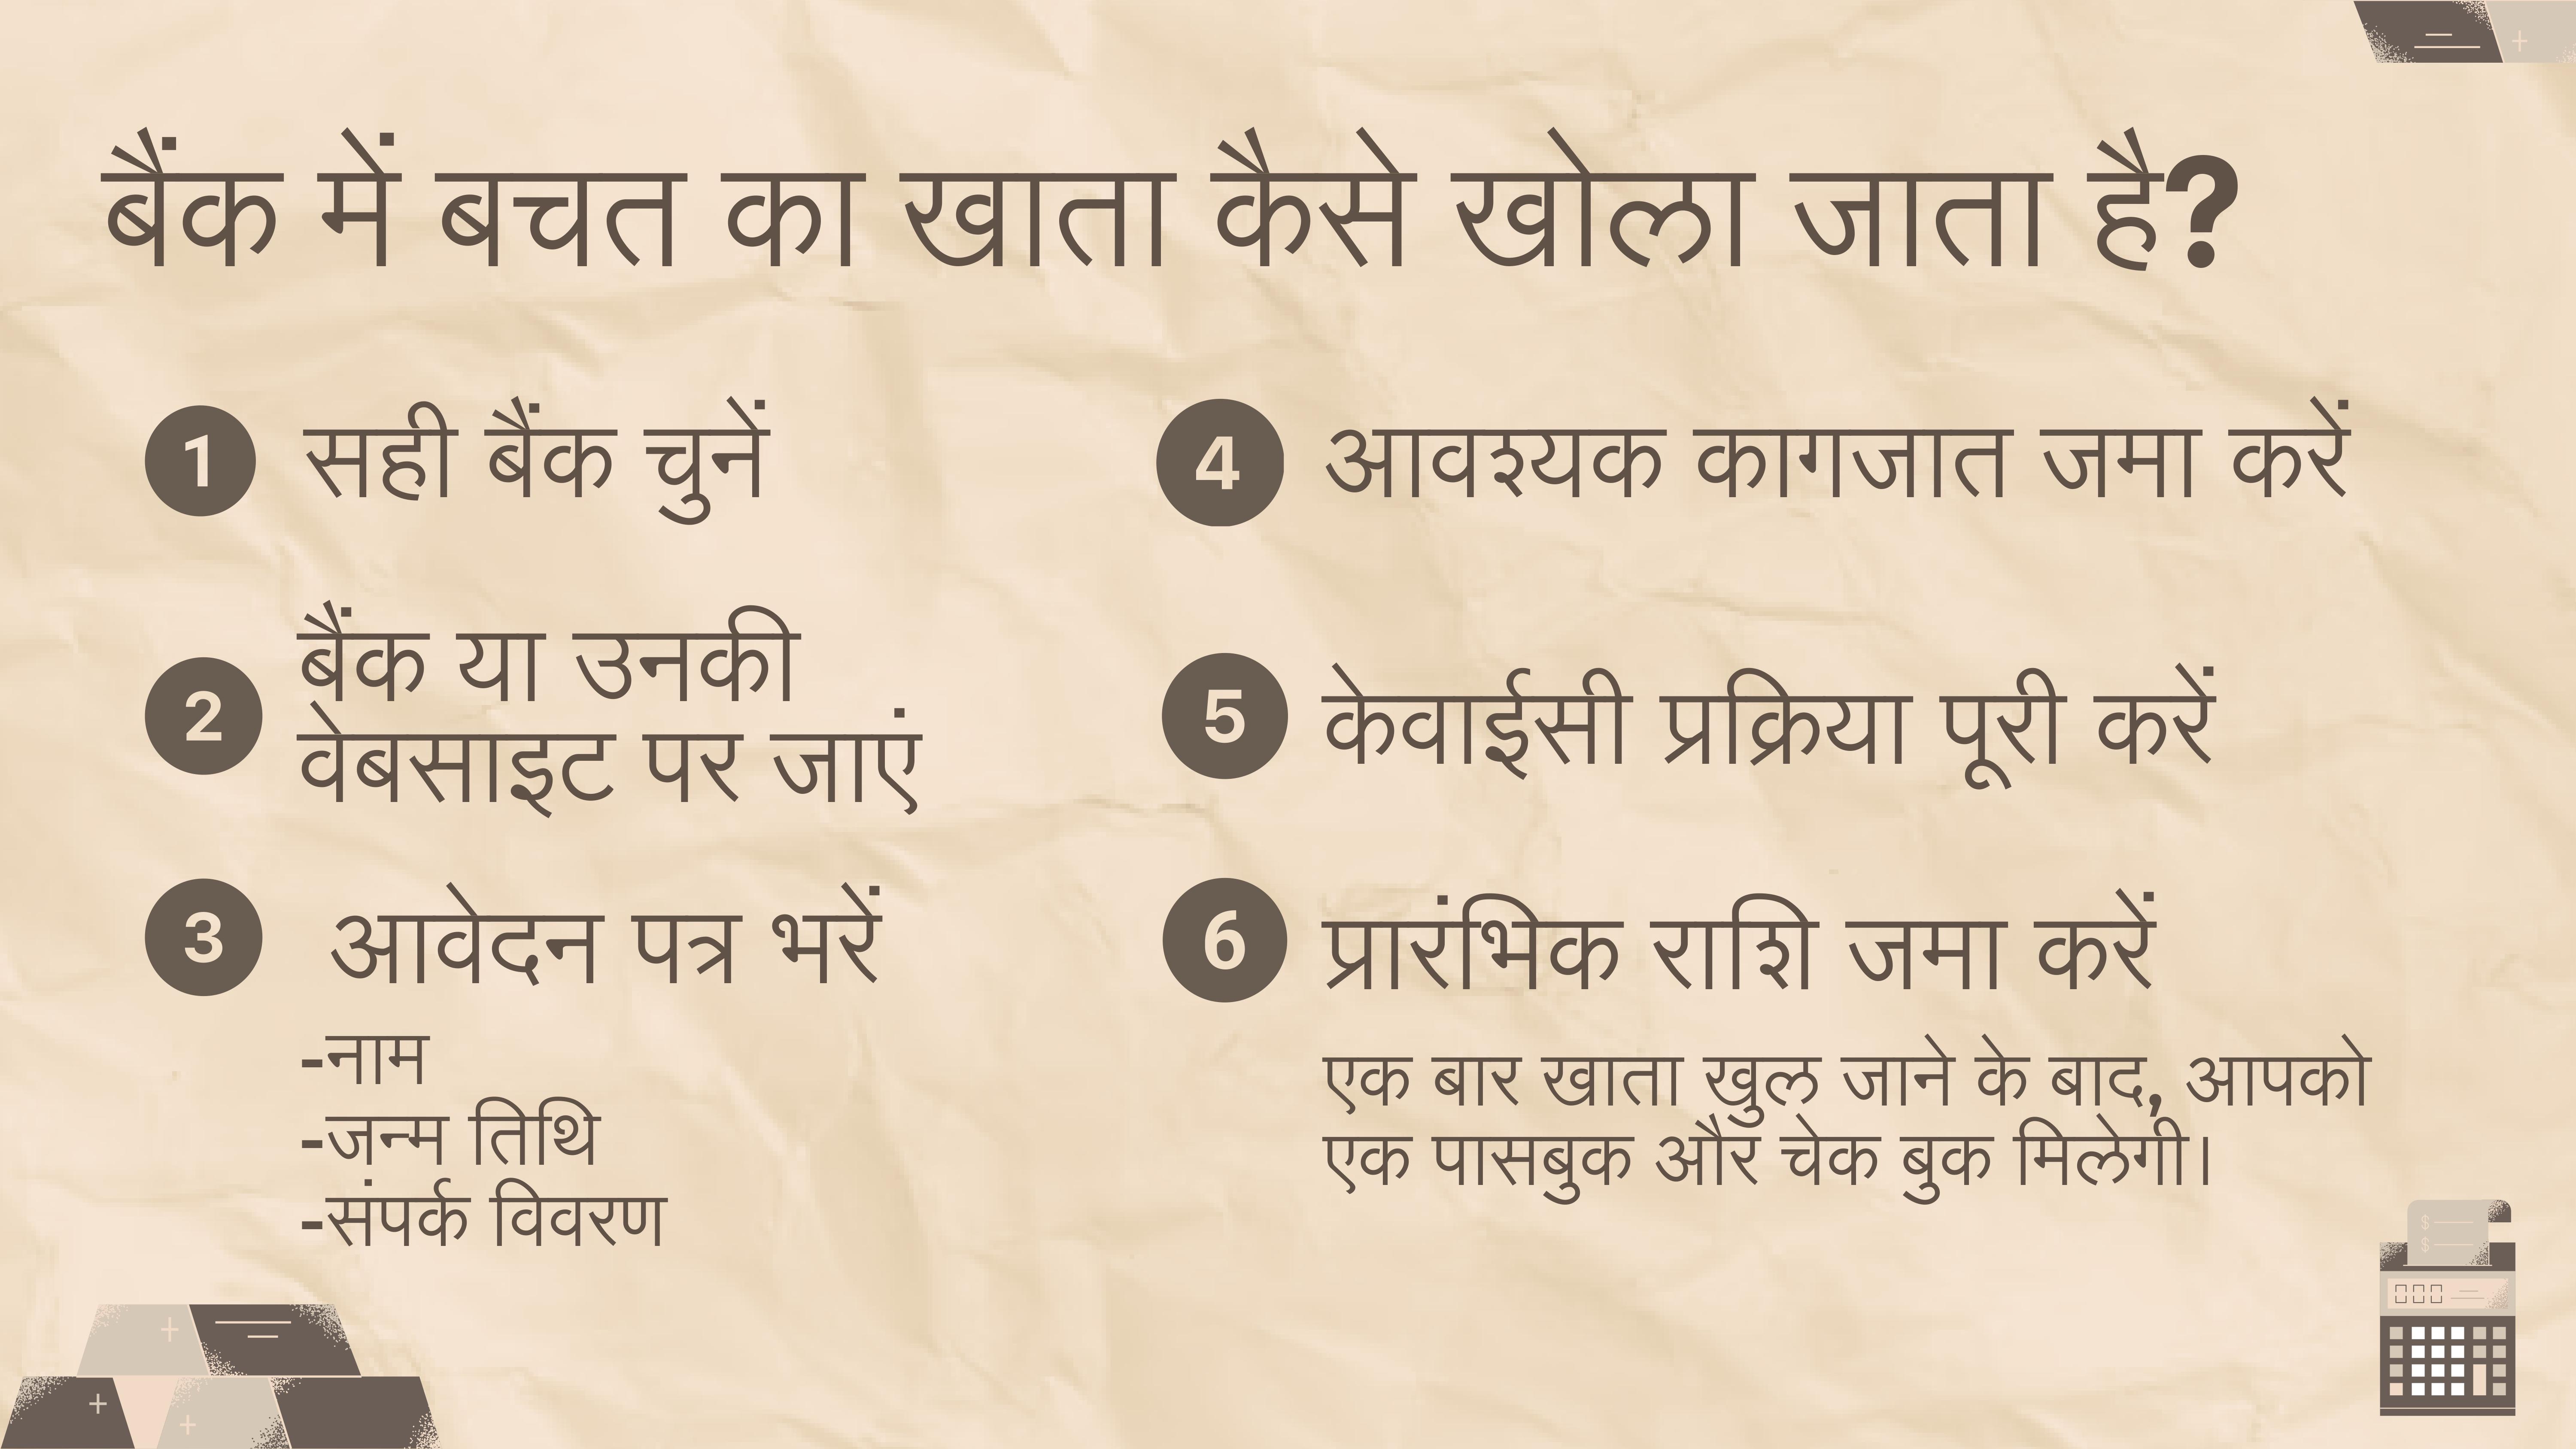 बैंक में बचत का खाता कैसे खोला जाता है?
1 सही बैंक चुनें
2 बैंक या उनकी
वेबसाइट पर जाएं
3 आवेदन पत्र भरें
-नाम
-जन्म तिथि
-संपर्क विवरण
4 आवश्यक कागजात जमा करें
5 केवाईसी प्रक्रिया पूरी करें
6 प्रारंभिक राशि जमा करें
एक बार खाता खुल जाने के बाद, आपको
एक पासबुक और चेक बुक मिलेगी।
$
$